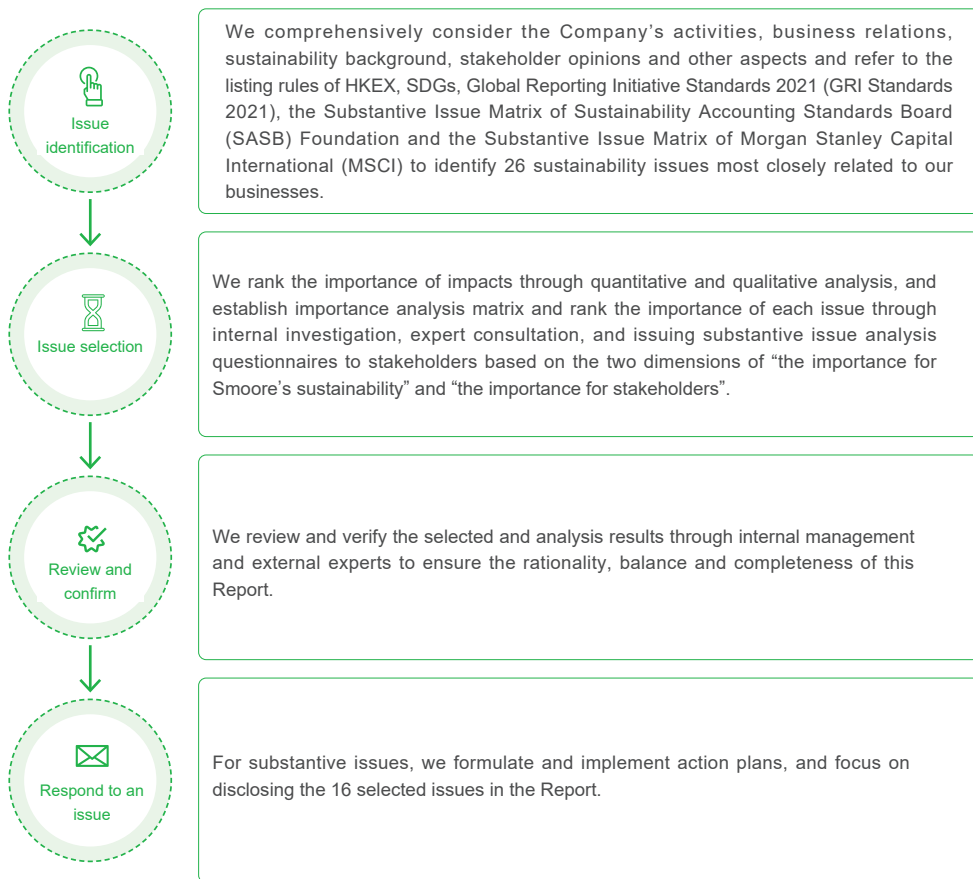 Issue
identification
We comprehensively consider the Company’s activities, business relations,
sustainability background, stakeholder opinions and other aspects and refer to the
listing rules of HKEX, SDGs, Global Reporting Initiative Standards 2021 (GRI Standards
2021), the Substantive Issue Matrix of Sustainability Accounting Standards Board
(SASB) Foundation and the Substantive Issue Matrix of Morgan Stanley Capital
International (MSCI) to identify 26 sustainability issues most closely related to our
businesses.
Issue selection
We rank the importance of impacts through quantitative and qualitative analysis, and
establish importance analysis matrix and rank the importance of each issue through
internal investigation, expert consultation, and issuing substantive issue analysis
questionnaires to stakeholders based on the two dimensions of “the importance for
Smoore’s sustainability” and “the importance for stakeholders”.
Review and
confirm
We review and verify the selected and analysis results through internal management
and external experts to ensure the rationality, balance and completeness of this
Report.
Respond to an
issue
For substantive issues, we formulate and implement action plans, and focus on
disclosing the 16 selected issues in the Report.